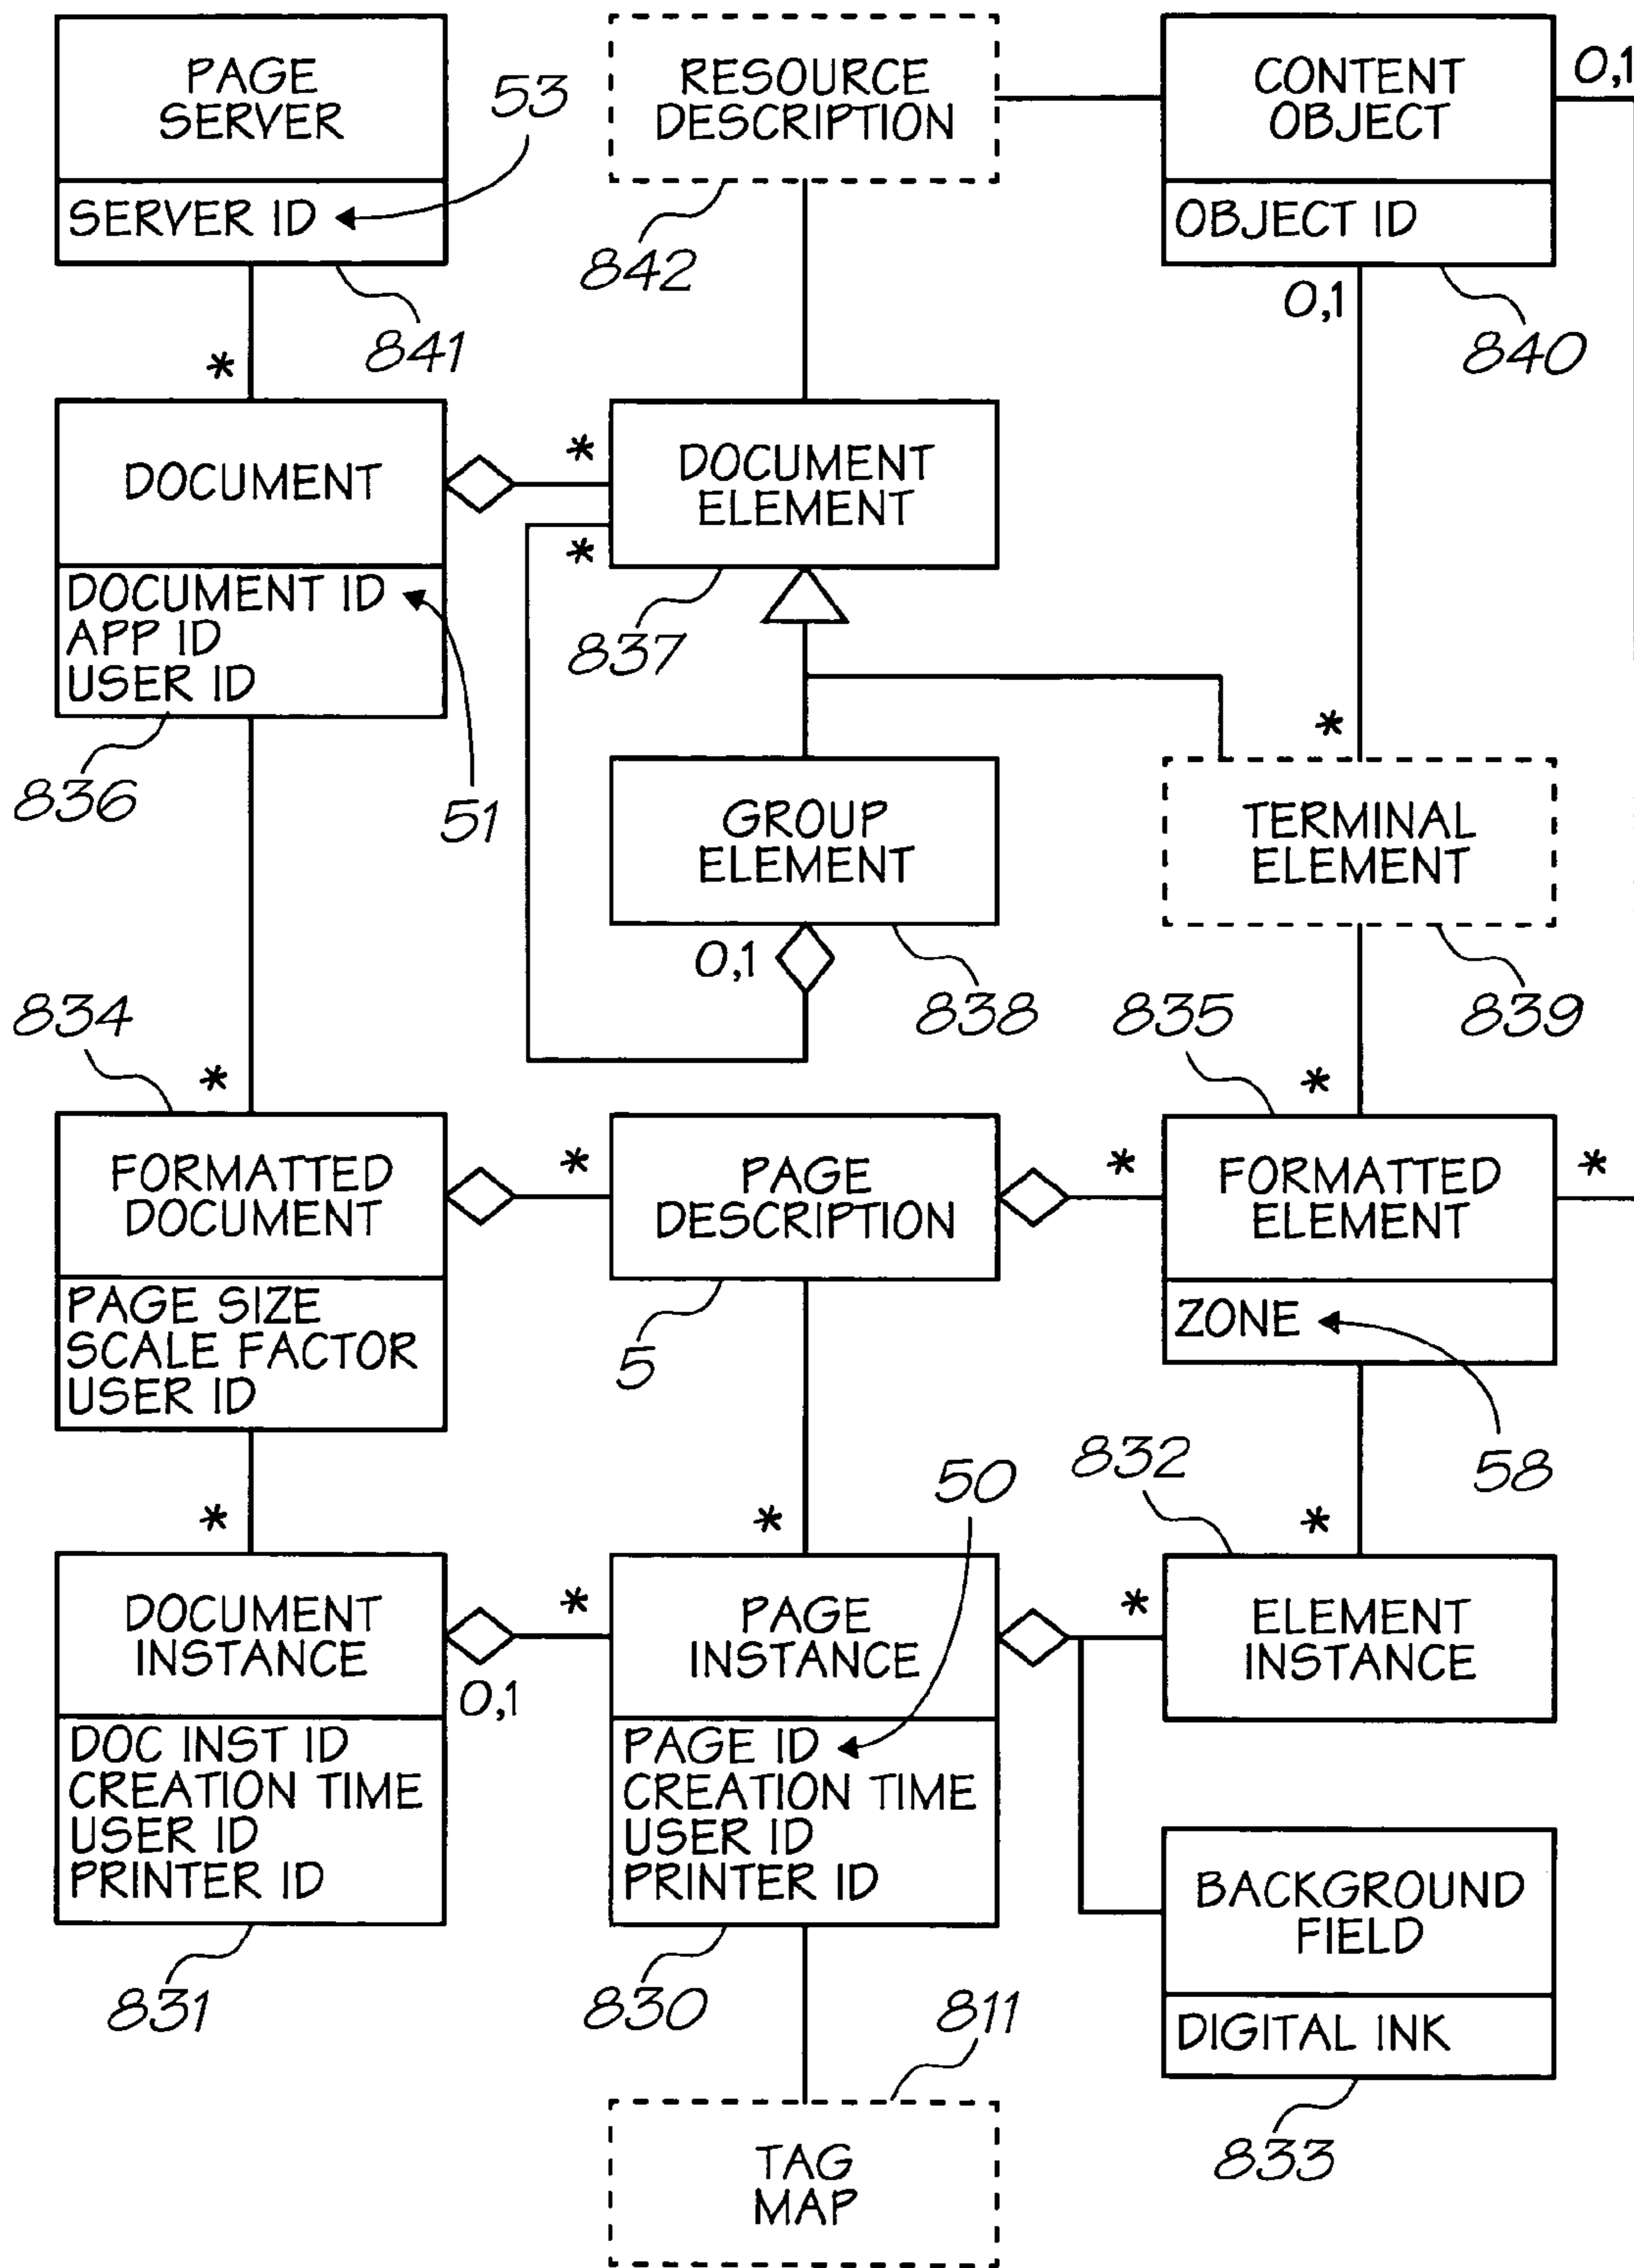 PAGE
SERVER
SERVER ID
53
841
RESOURCE
DESCRIPTION
842
CONTENT
OBJECT
OBJECT ID
840
0,1
0,1
*
DOCUMENT
DOCUMENT ID
APP ID
USER ID
836
51
*
*
DOCUMENT
ELEMENT
837
GROUP
ELEMENT
0,1
838
*
TERMINAL
ELEMENT
839
834
*
FORMATTED
DOCUMENT
PAGE SIZE
SCALE FACTOR
USER ID
*
PAGE
DESCRIPTION
5
835
*
*
FORMATTED
ELEMENT
*
ZONE
58
*
DOCUMENT
INSTANCE
DOC INST ID
CREATION TIME
USER ID
PRINTER ID
831
0,1
*
*
50
PAGE
INSTANCE
PAGE ID
CREATION TIME
USER ID
PRINTER ID
830
832
*
*
ELEMENT
INSTANCE
BACKGROUND
FIELD
DIGITAL INK
833
811
TAG
MAP